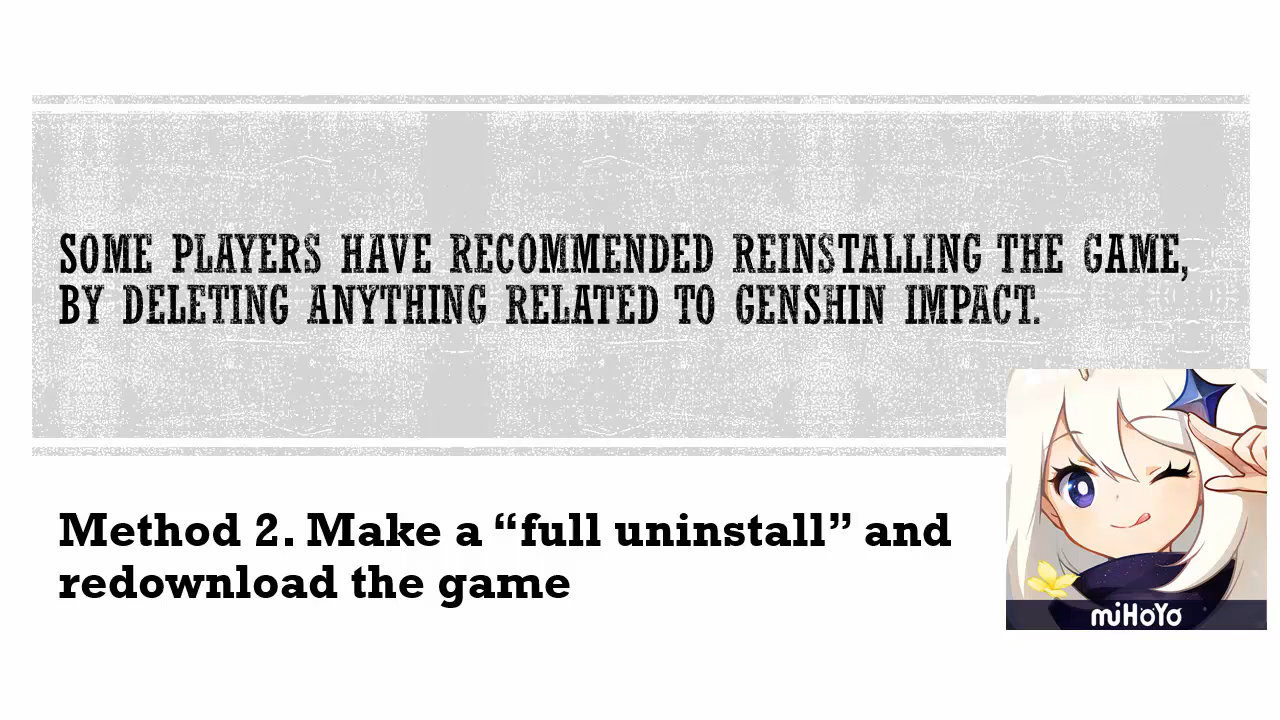 SOME PLAYERS HAVE RECOMMENDED REINSTALLING THE GAME,
BY DELETING ANYTHING RELATED TO GENSHIN IMPACT.
Method 2. Make a “full uninstall” and
redownload the game
miHoYo